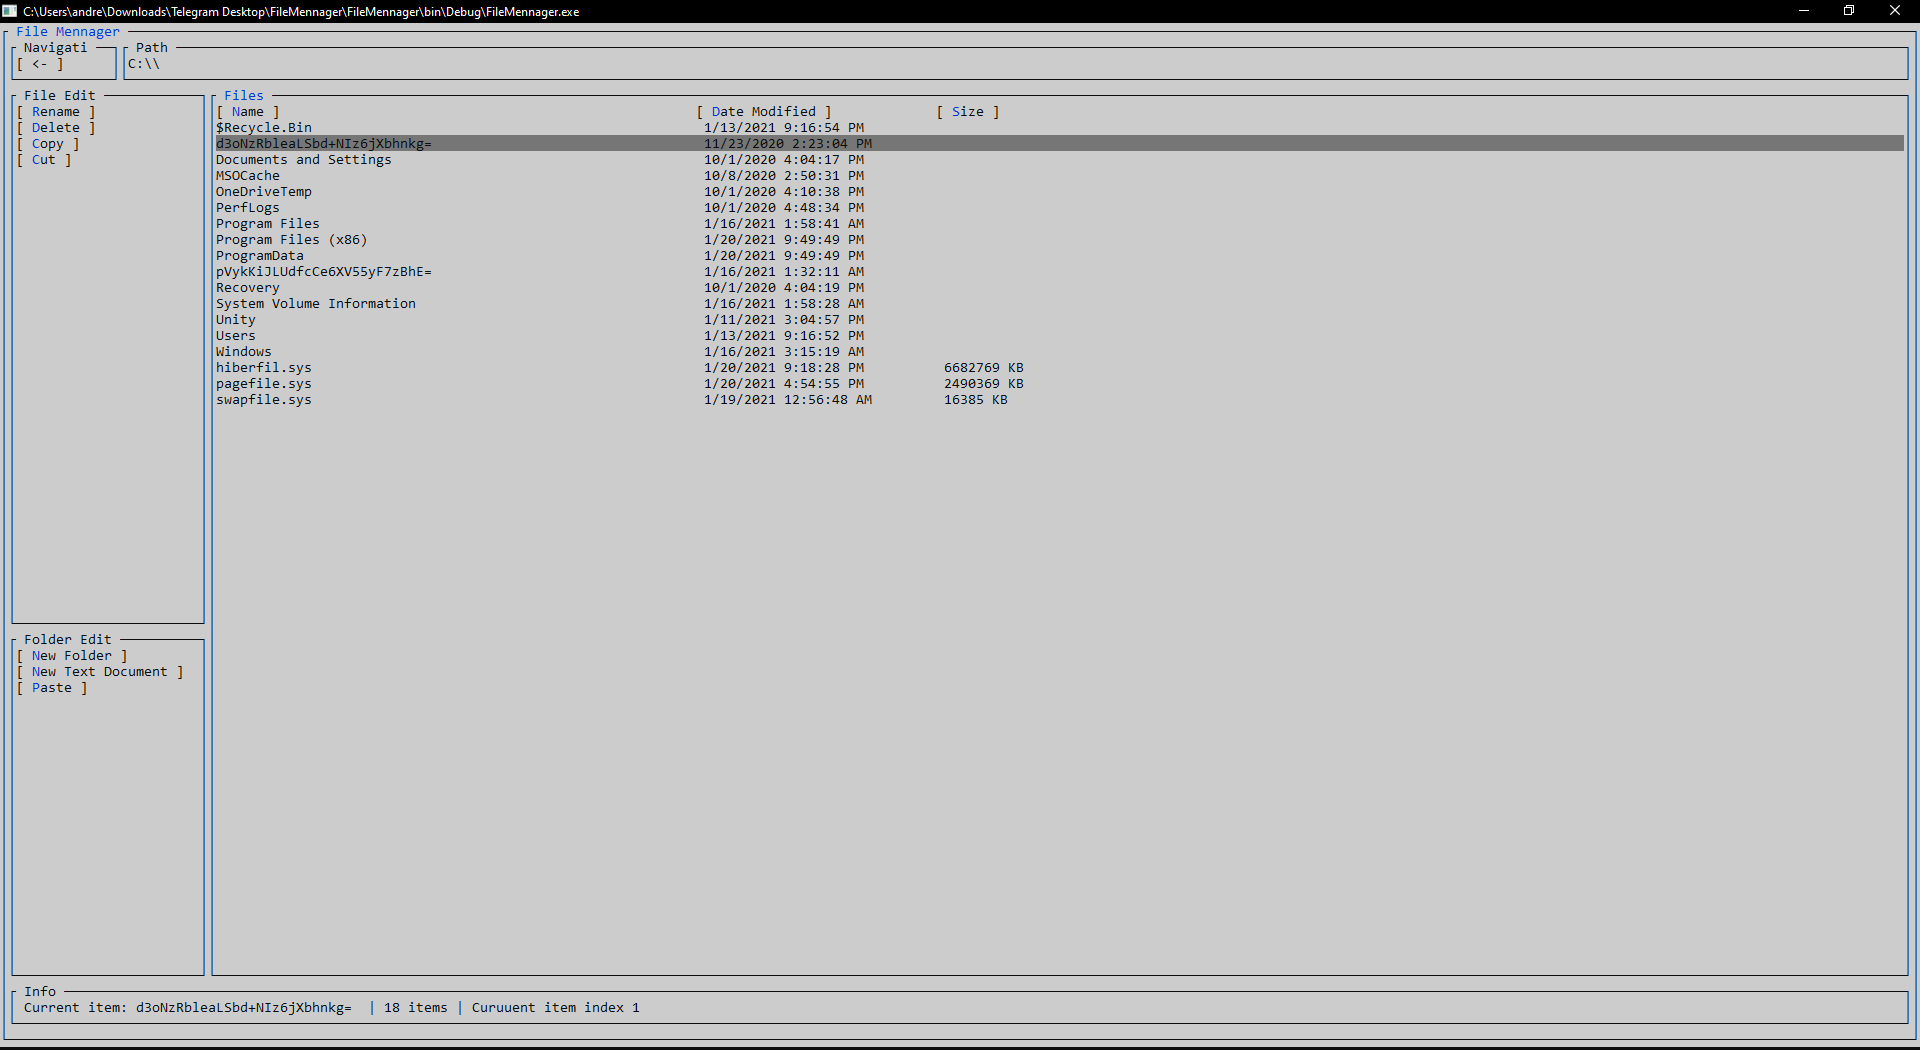 C:\Users\andre\Downloads\Telegram Desktop\FileMennager\FileMennager\bin\Debug\FileMennager.exe
File Mennager
Navigati Path
[ <- ] C:\\
File Edit
[ Rename ]
[ Delete ]
[ Copy ]
[ Cut ]
Files
[ Name ] [ Date Modified ] [ Size ]
$Recycle.Bin 1/13/2021 9:16:54 PM
d3oNzRbleaLSbd+NIz6jXbhnkg= 11/23/2020 2:23:04 PM
Documents and Settings 10/1/2020 4:04:17 PM
MSOCache 10/8/2020 2:50:31 PM
OneDriveTemp 10/1/2020 4:10:38 PM
PerfLogs 10/1/2020 4:48:34 PM
Program Files 1/16/2021 1:58:41 AM
Program Files (x86) 1/20/2021 9:49:49 PM
ProgramData 1/20/2021 9:49:49 PM
pVykKiJLUdfcCe6XV55yF7zBhE= 1/16/2021 1:32:11 AM
Recovery 10/1/2020 4:04:19 PM
System Volume Information 1/16/2021 1:58:28 AM
Unity 1/11/2021 3:04:57 PM
Users 1/13/2021 9:16:52 PM
Windows 1/16/2021 3:15:19 AM
hiberfil.sys 1/20/2021 9:18:28 PM 6682769 KB
pagefile.sys 1/20/2021 4:54:55 PM 2490369 KB
swapfile.sys 1/19/2021 12:56:48 AM 16385 KB
Folder Edit
[ New Folder ]
[ New Text Document ]
[ Paste ]
Info
Current item: d3oNzRbleaLSbd+NIz6jXbhnkg= | 18 items | Curuuent item index 1